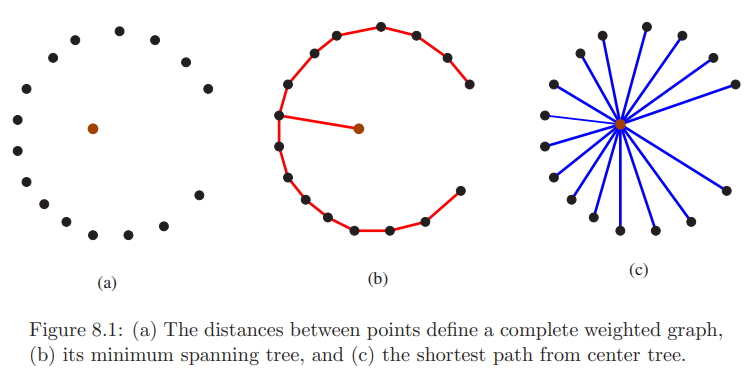 (a)
(b)
(c)
Figure 8.1: (a) The distances between points define a complete weighted graph,
(b) its minimum spanning tree, and (c) the shortest path from center tree.